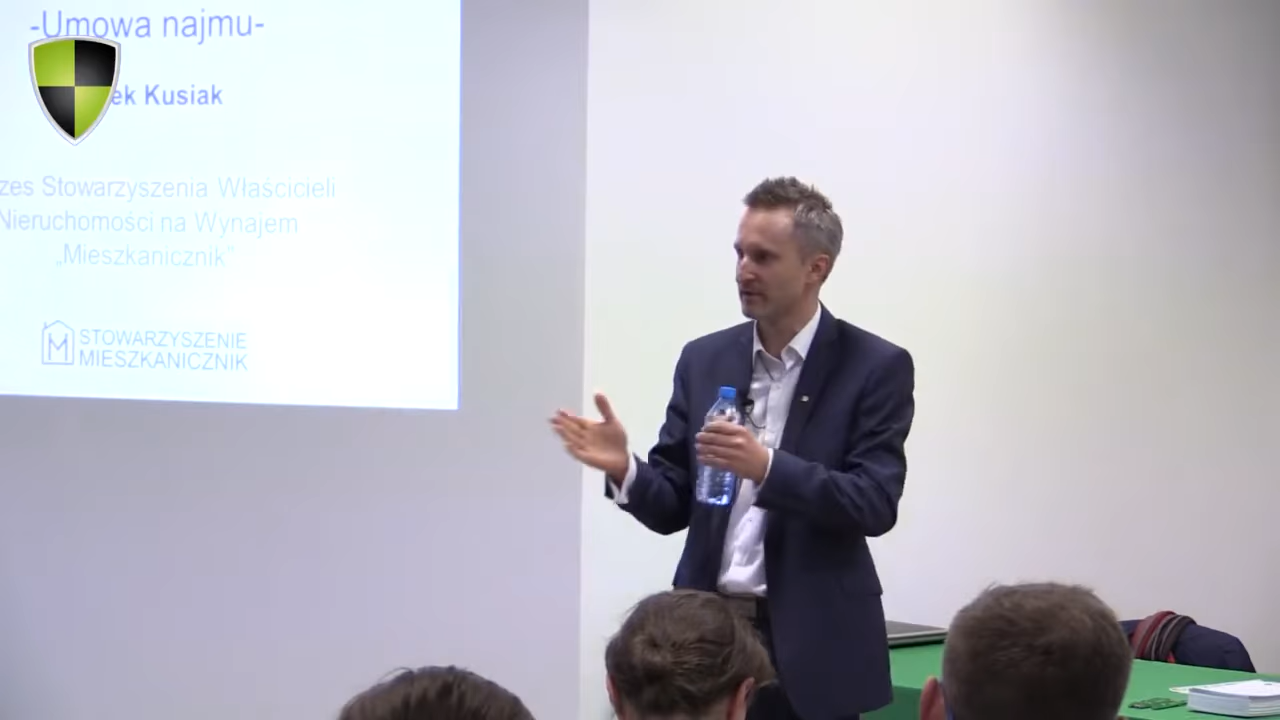 -Umowa najmu-
ek Kusiak
zes Stowarzyszenia Właścicieli
Nieruchomości na Wynajem
„Mieszkanicznik”
M STOWARZYSZENIE
MIESZKANICZNIK